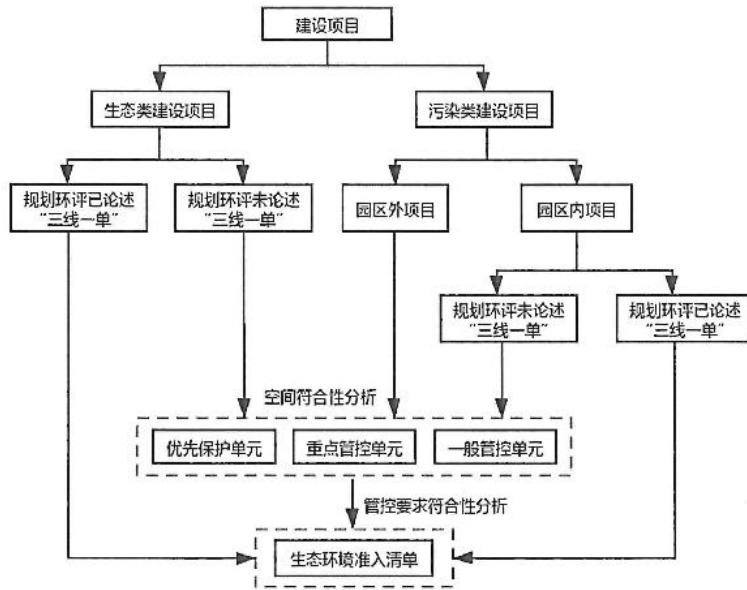 建设项目
生态类建设项目
污染类建设项目
规划环评已论述
“三线一单”
规划环评未论述
“三线一单”
园区外项目
园区内项目
规划环评未论述
“三线一单”
规划环评已论述
“三线一单”
空间符合性分析
优先保护单元
重点管控单元
一般管控单元
管控要求符合性分析
生态环境准入清单